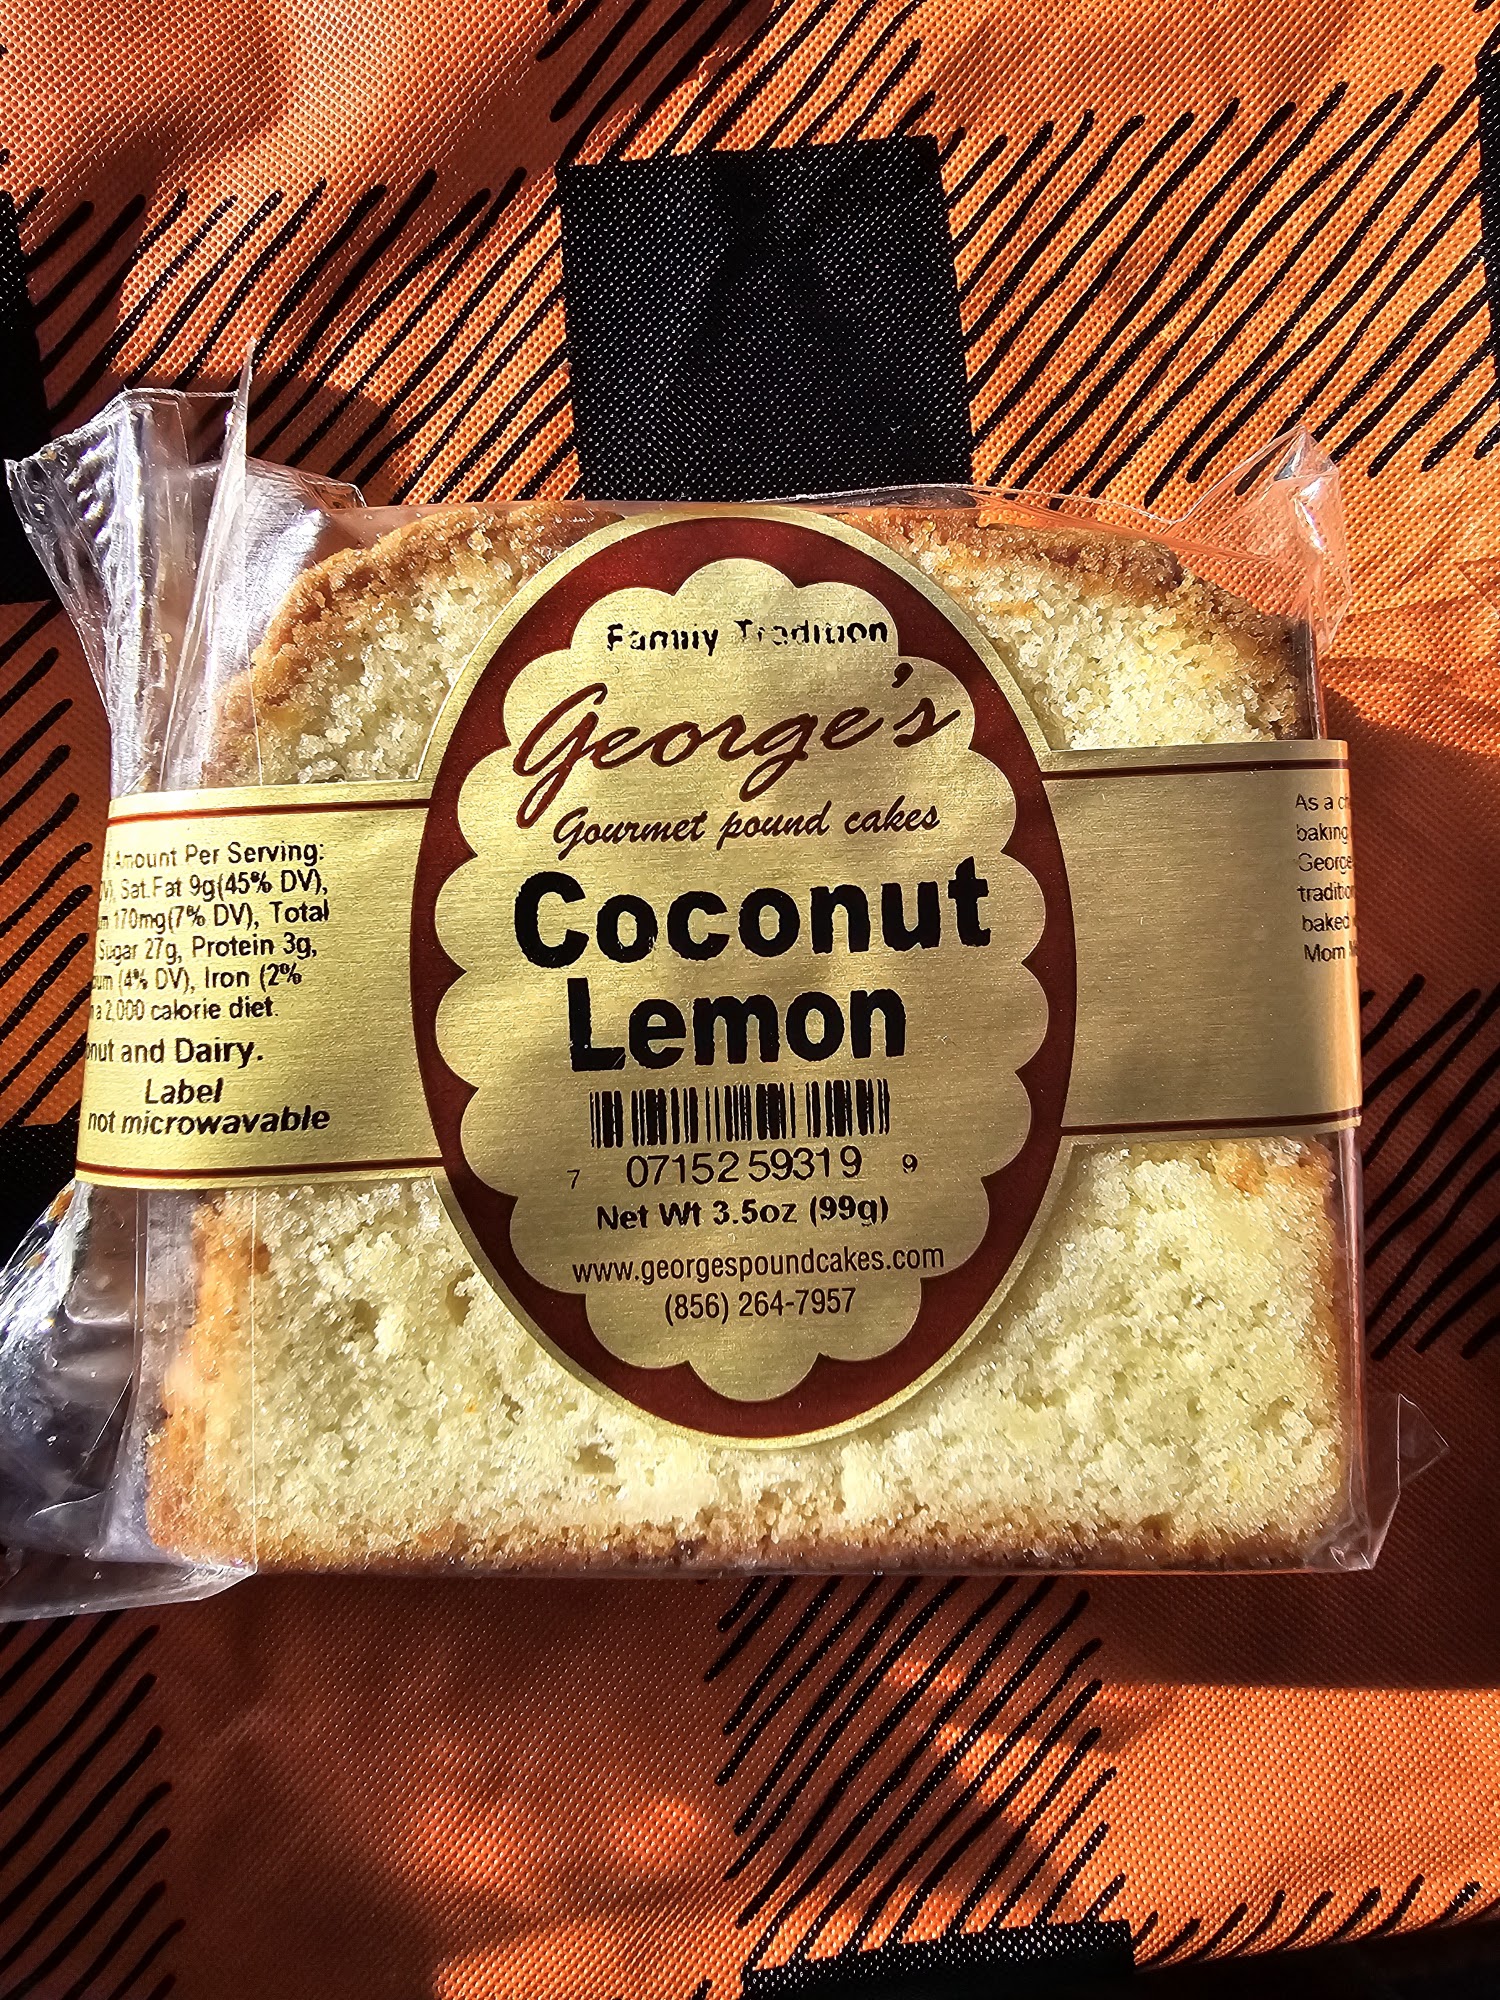 Family Tradition
George's
Gourmet pound cakes
Coconut
Lemon
7 07152 59319 9
Net Wt 3.5oz (99g)
www.georgespoundcakes.com
(856) 264-7957
Amount Per Serving:
Sat.Fat 9g(45% DV),
170mg(7% DV), Total
Sugar 27g, Protein 3g,
(4% DV), Iron (2%
a 2,000 calorie diet.
and Dairy.
Label
not microwavable
As a
baking
George
baked
Mom